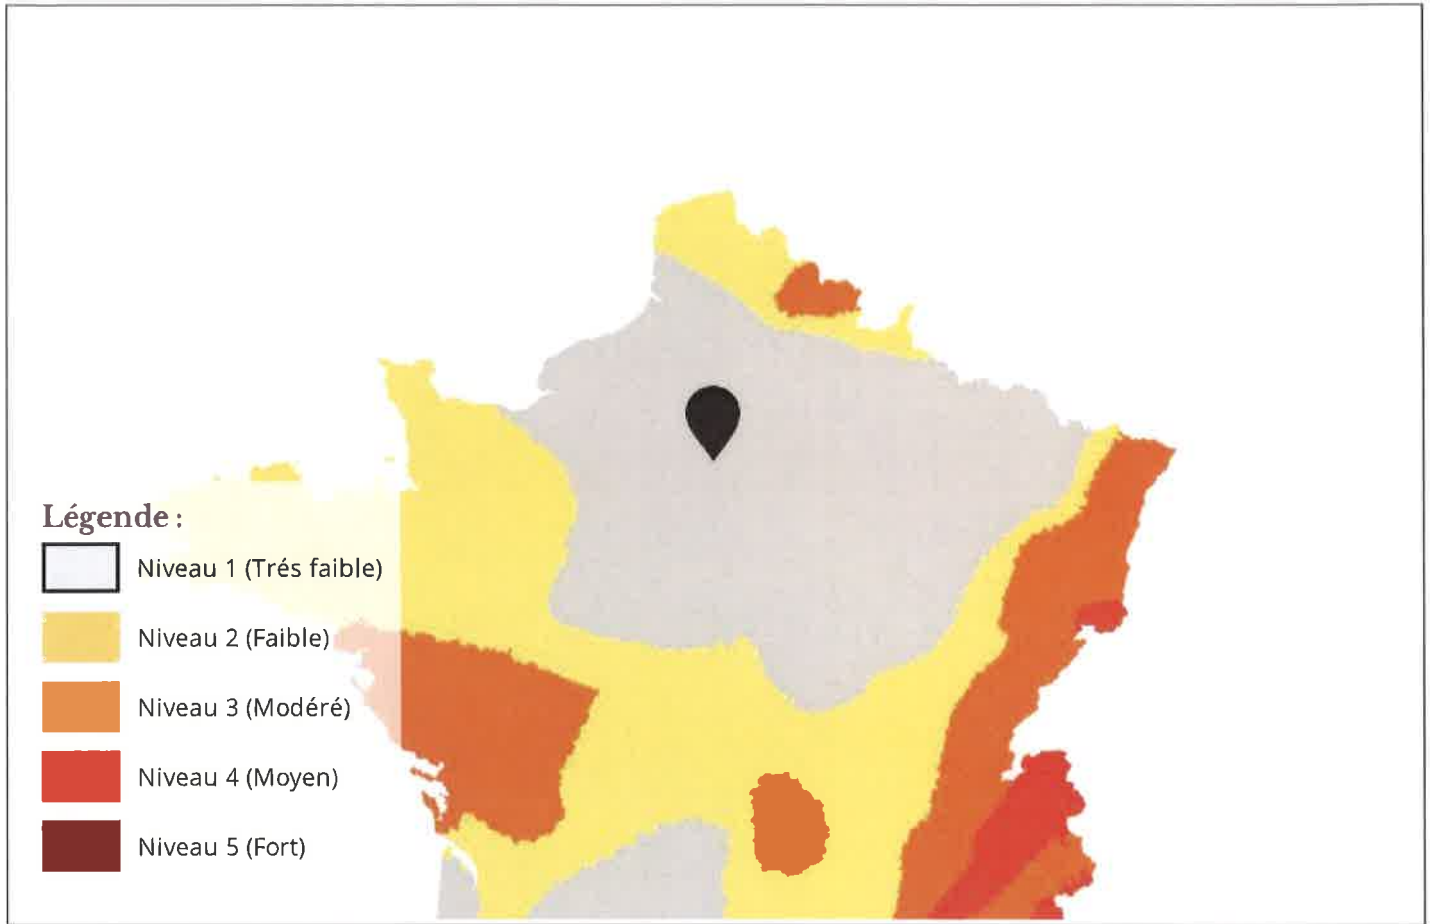 Légende :
Niveau 1 (Trés faible)
Niveau 2 (Faible)
Niveau 3 (Modéré)
Niveau 4 (Moyen)
Niveau 5 (Fort)